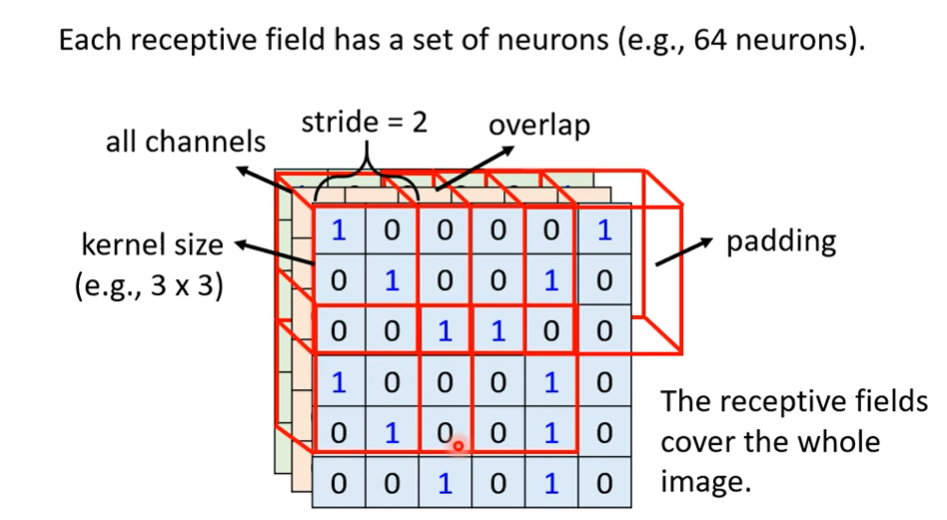 Each receptive field has a set of neurons (e.g., 64 neurons).
stride = 2
overlap
all channels
kernel size
(e.g., 3 x 3)
padding
1 0 0 0 0 1
0 1 0 0 1 0
0 0 1 1 0 0
1 0 0 0 1 0
0 1 0 0 1 0
0 0 1 0 1 0
The receptive fields
cover the whole
image.